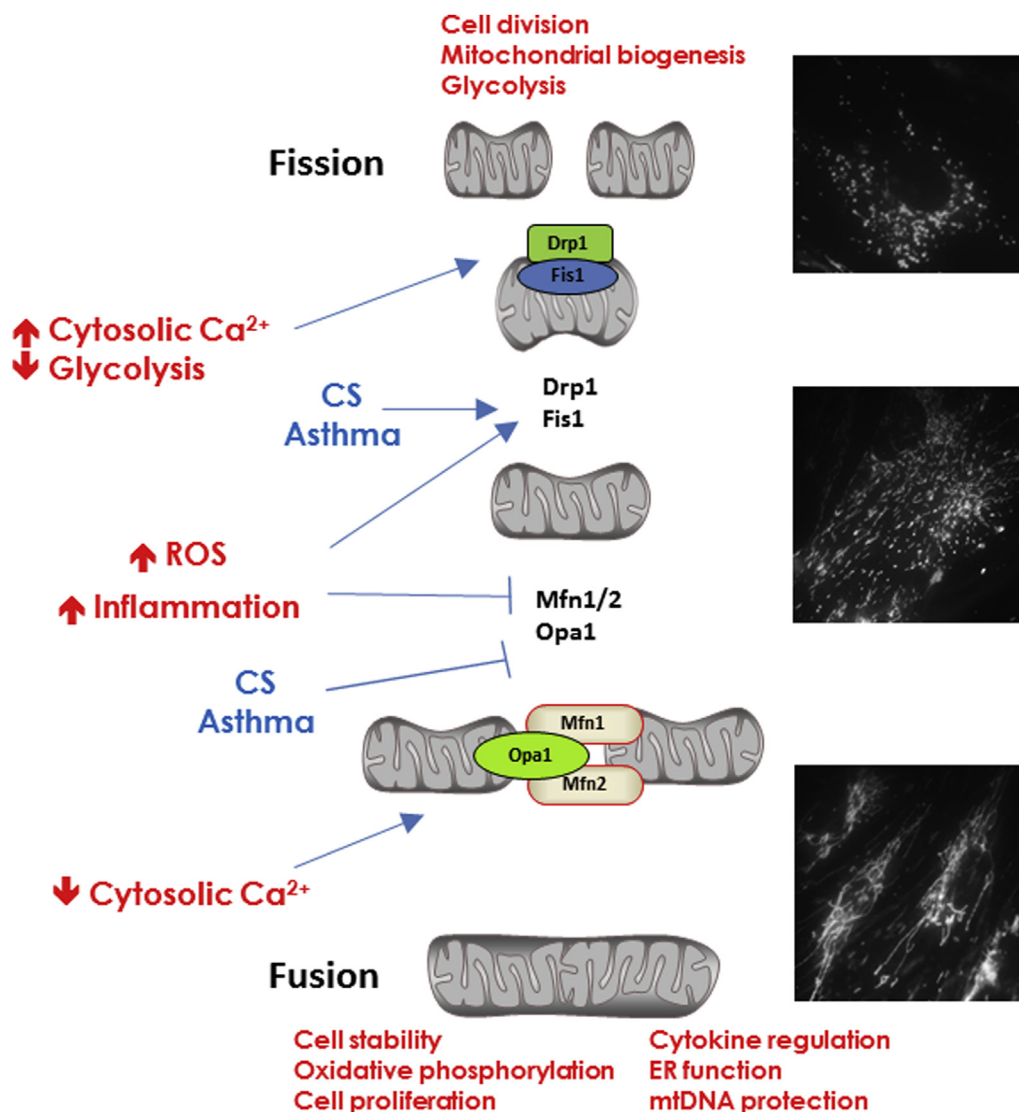 Cell division
Mitochondrial biogenesis
Glycolysis
Fission
Drp1
Fis1
↑ Cytosolic Ca²⁺
↓ Glycolysis
CS
Asthma
Drp1
Fis1
↑ ROS
↑ Inflammation
Mfn1/2
Opa1
CS
Asthma
Mfn1
Opa1
Mfn2
↓ Cytosolic Ca²⁺
Fusion
Cell stability
Oxidative phosphorylation
Cell proliferation
Cytokine regulation
ER function
mtDNA protection